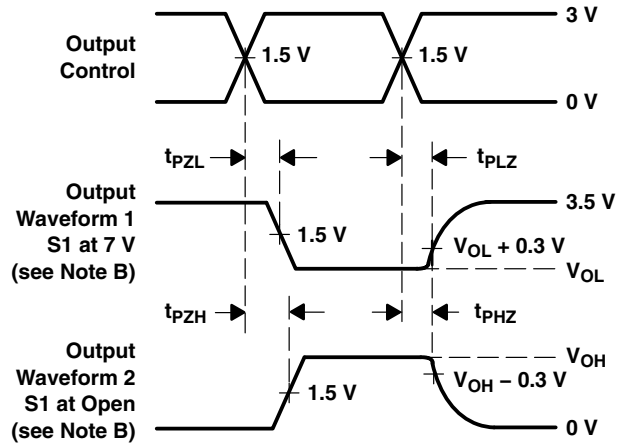 3 V
Output
Control
1.5 V
1.5 V
0 V
tPZL
tPLZ
Output
Waveform 1
S1 at 7 V
(see Note B)
3.5 V
1.5 V
VOL + 0.3 V
VOL
tPZH
tPHZ
Output
Waveform 2
S1 at Open
(see Note B)
VOH
1.5 V
VOH – 0.3 V
0 V